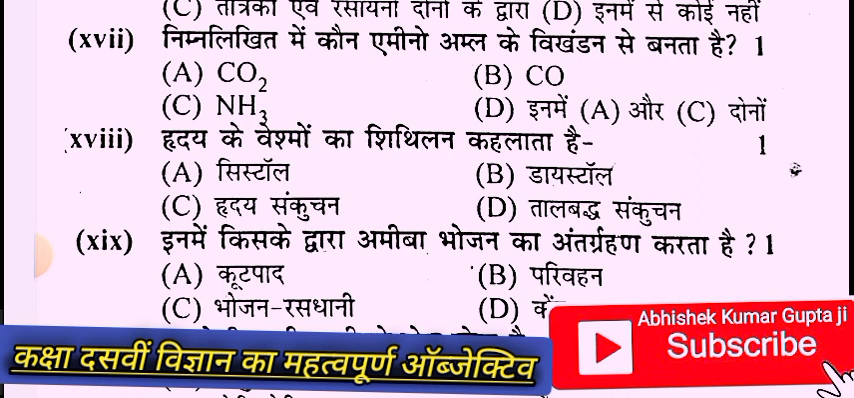 (C) तंत्रिका एवं रसायनों दोनों के द्वारा (D) इनमें से कोई नहीं
(xvii) निम्नलिखित में कौन एमीनो अम्ल के विखंडन से बनता है? 1
(A) CO₂ (B) CO
(C) NH₃ (D) इनमें (A) और (C) दोनों
(xviii) हृदय के वेश्मों का शिथिलन कहलाता है- 1
(A) सिस्टॉल (B) डायस्टॉल
(C) हृदय संकुचन (D) तालबद्ध संकुचन
(xix) इनमें किसके द्वारा अमीबा भोजन का अंतर्ग्रहण करता है ? 1
(A) कूटपाद (B) परिवहन
(C) भोजन-रसधानी (D)
कक्षा दसवीं विज्ञान का महत्वपूर्ण ऑब्जेक्टिव
Abhishek Kumar Gupta ji
Subscribe